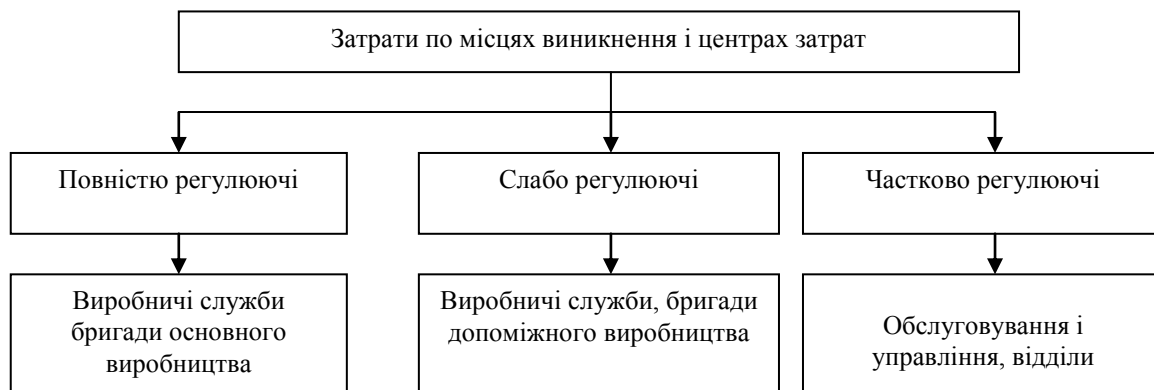 Затрати по місцях виникнення і центрах затрат
Повністю регулюючі
Слабо регулюючі
Частково регулюючі
Виробничі служби
бригади основного
виробництва
Виробничі служби, бригади
допоміжного виробництва
Обслуговування і
управління, відділи